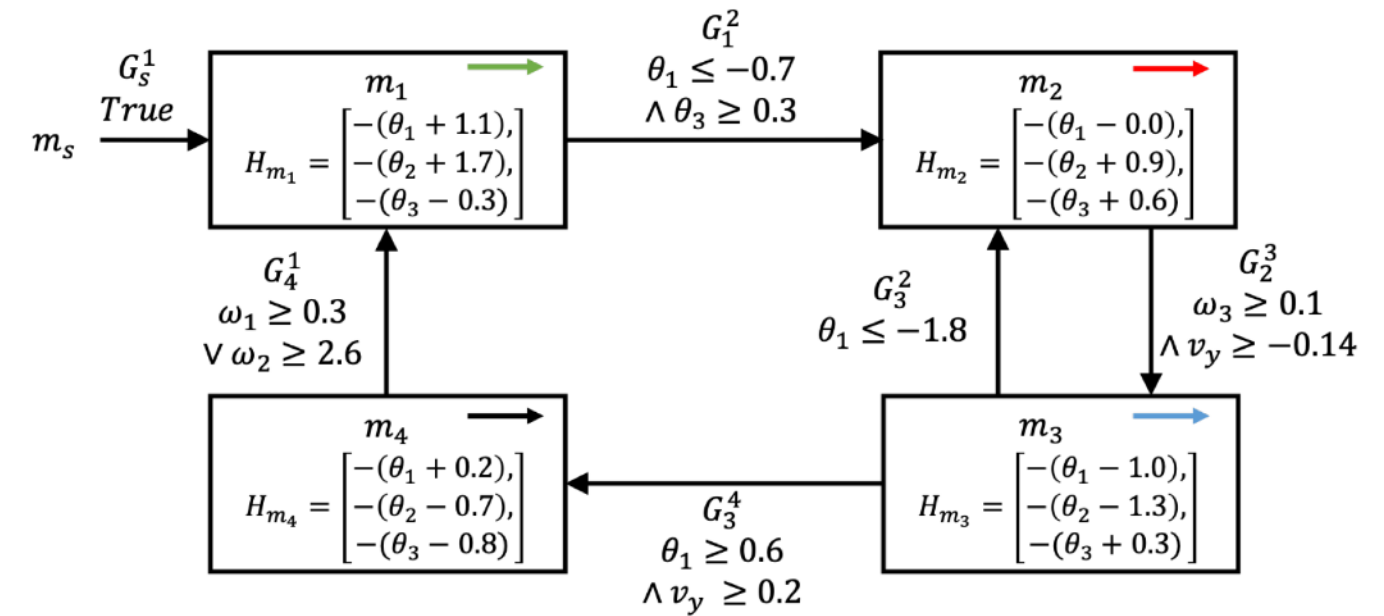 G_s^1
True
m_s
m_1
H_{m_1} = [−(θ_1 + 1.1),
−(θ_2 + 1.7),
−(θ_3 − 0.3)]
G_1^2
θ_1 ≤ −0.7
∧ θ_3 ≥ 0.3
m_2
H_{m_2} = [−(θ_1 − 0.0),
−(θ_2 + 0.9),
−(θ_3 + 0.6)]
G_4^1
ω_1 ≥ 0.3
∨ ω_2 ≥ 2.6
G_3^2
θ_1 ≤ −1.8
G_2^3
ω_3 ≥ 0.1
∧ v_y ≥ −0.14
m_4
H_{m_4} = [−(θ_1 + 0.2),
−(θ_2 − 0.7),
−(θ_3 − 0.8)]
G_3^4
θ_1 ≥ 0.6
∧ v_y ≥ 0.2
m_3
H_{m_3} = [−(θ_1 − 1.0),
−(θ_2 − 1.3),
−(θ_3 + 0.3)]